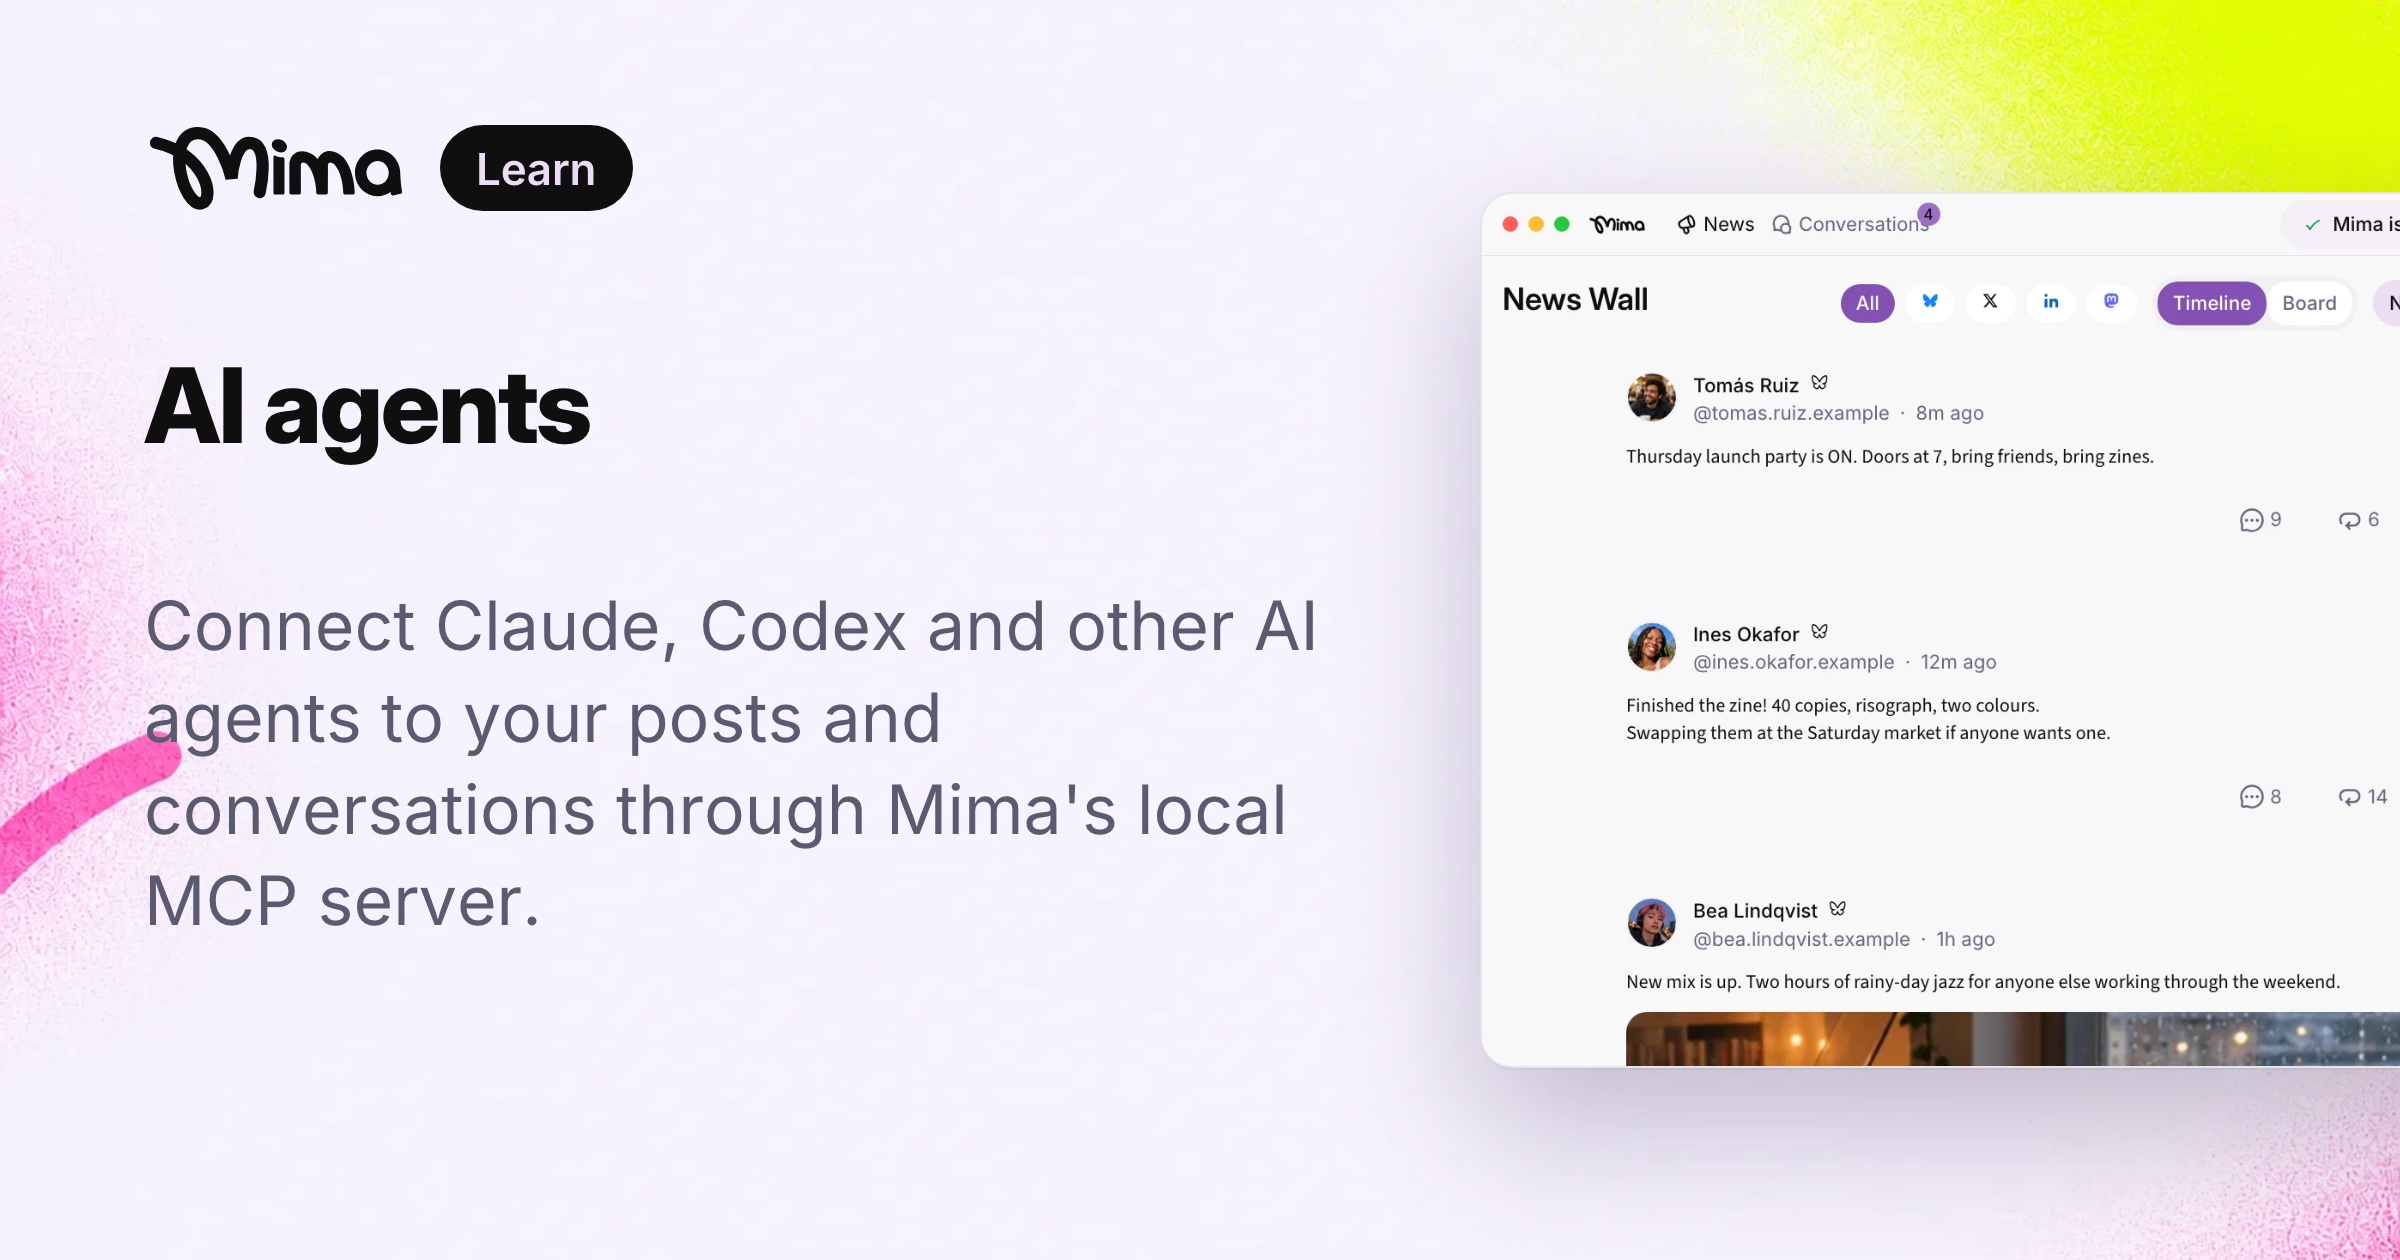 Mima Learn
AI agents
Connect Claude, Codex and other AI
agents to your posts and
conversations through Mima's local
MCP server.
Mima News Conversations 4 Mima is
News Wall All X in Timeline Board N
Tomás Ruiz
@tomas.ruiz.example · 8m ago
Thursday launch party is ON. Doors at 7, bring friends, bring zines.
9 6
Ines Okafor
@ines.okafor.example · 12m ago
Finished the zine! 40 copies, risograph, two colours.
Swapping them at the Saturday market if anyone wants one.
8 14
Bea Lindqvist
@bea.lindqvist.example · 1h ago
New mix is up. Two hours of rainy-day jazz for anyone else working through the weekend.